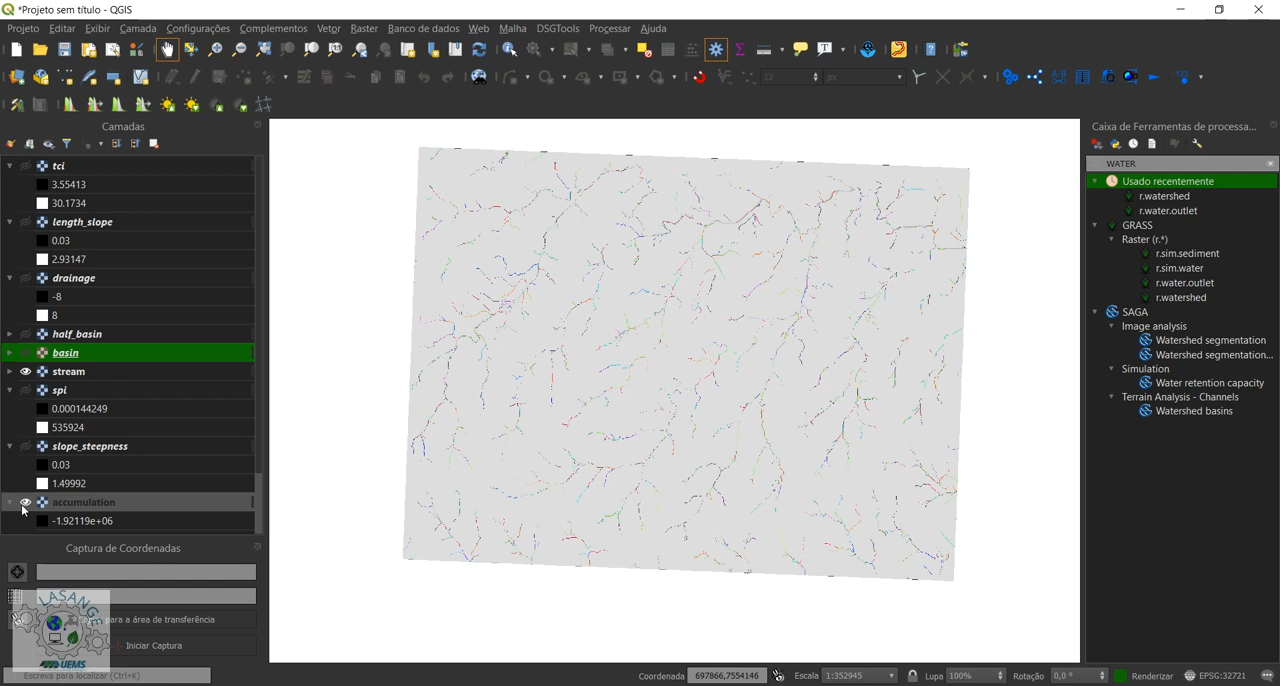 *Projeto sem título - QGIS
Projeto Editar Exibir Camada Configurações Complementos Vetor Raster Banco de dados Web Malha DSGTools Processar Ajuda
12 px
Camadas
tci
3.55413
30.1734
length_slope
0.03
2.93147
drainage
-8
8
half_basin
basin
stream
spi
0.000144249
535924
slope_steepness
0.03
1.49992
accumulation
-1.92119e+06
Captura de Coordenadas
para a área de transferência
Iniciar Captura
LASANGE
UEMS
Escreva para localizar (Ctrl+K)
Caixa de Ferramentas de processa...
WATER
Usado recentemente
r.watershed
r.water.outlet
GRASS
Raster (r.*)
r.sim.sediment
r.sim.water
r.water.outlet
r.watershed
SAGA
Image analysis
Watershed segmentation
Watershed segmentation...
Simulation
Water retention capacity
Terrain Analysis - Channels
Watershed basins
Coordenada 697866,7554146 Escala 1:352945 Lupa 100% Rotação 0,0 ° Renderizar EPSG:32721